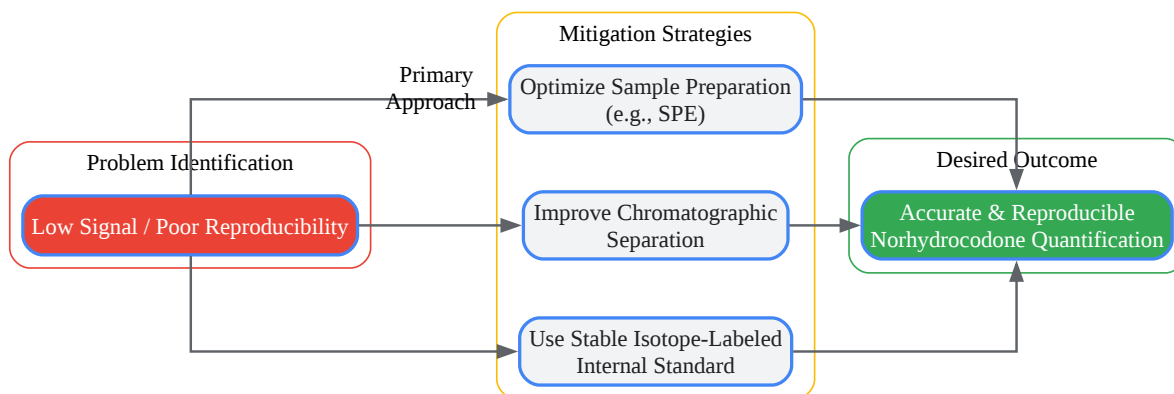 Mitigation Strategies
Primary
Approach
Optimize Sample Preparation
(e.g., SPE)
Problem Identification
Desired Outcome
Low Signal / Poor Reproducibility
Improve Chromatographic
Separation
Accurate & Reproducible
Norhydrocodone Quantification
Use Stable Isotope-Labeled
Internal Standard